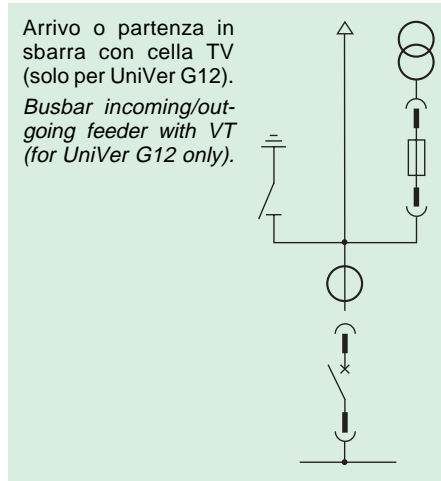 Arrivo o partenza in
sbarra con cella TV
(solo per UniVer G12).
Busbar incoming/out-
going feeder with VT
(for UniVer G12 only).